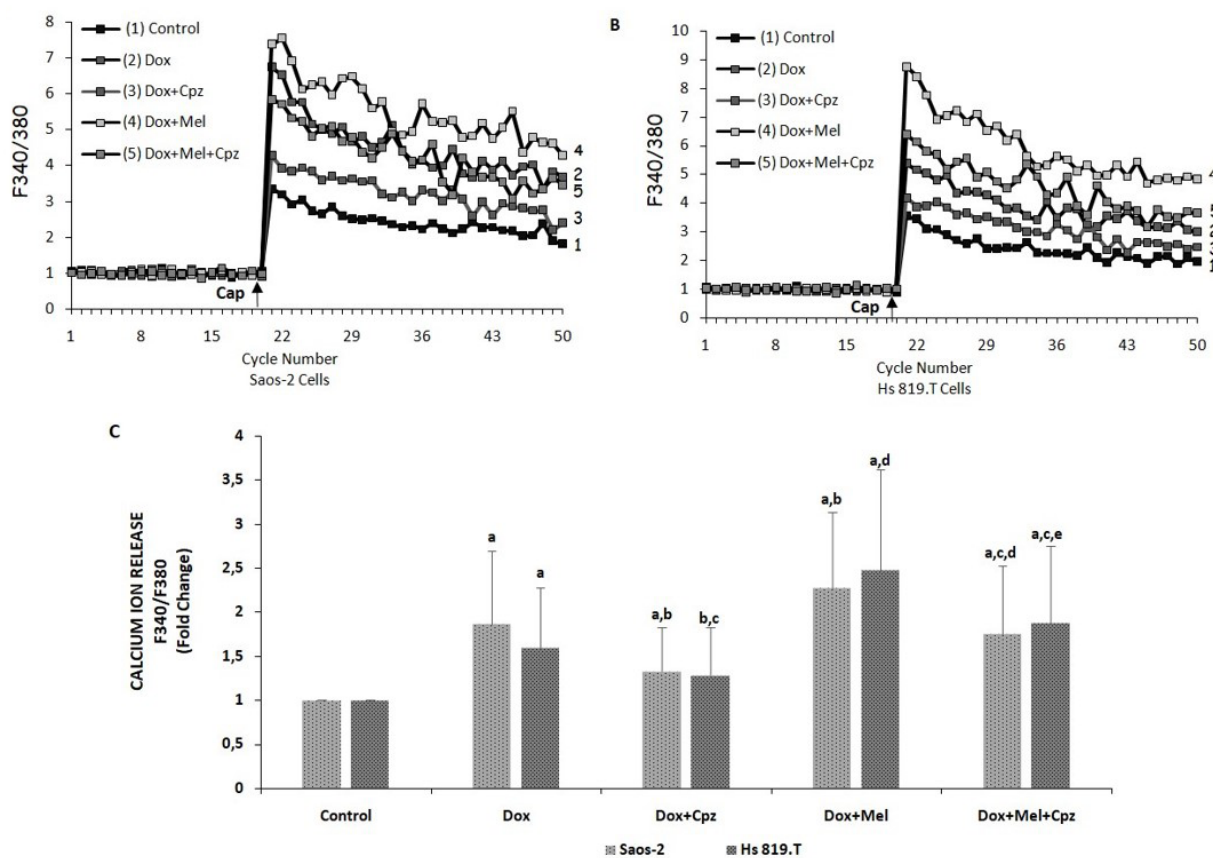 8
7
6
5
4
3
2
1
0
F340/380
(1) Control
(2) Dox
(3) Dox+Cpz
(4) Dox+Mel
(5) Dox+Mel+Cpz
Cap
4
2
5
3
1
1 8 15 22 29 36 43 50
Cycle Number
Saos-2 Cells
B
10
9
8
7
6
5
4
3
2
1
0
F340/380
(1) Control
(2) Dox
(3) Dox+Cpz
(4) Dox+Mel
(5) Dox+Mel+Cpz
Cap
4
5
2
1 8 15 22 29 36 43 50
Cycle Number
Hs 819.T Cells
C
CALCIUM ION RELEASE
F340/F380
(Fold Change)
4
3,5
3
2,5
2
1,5
1
0,5
0
a
a
a,b
b,c
a,b
a,d
a,c,d
a,c,e
Control Dox Dox+Cpz Dox+Mel Dox+Mel+Cpz
Saos-2 Hs 819.T